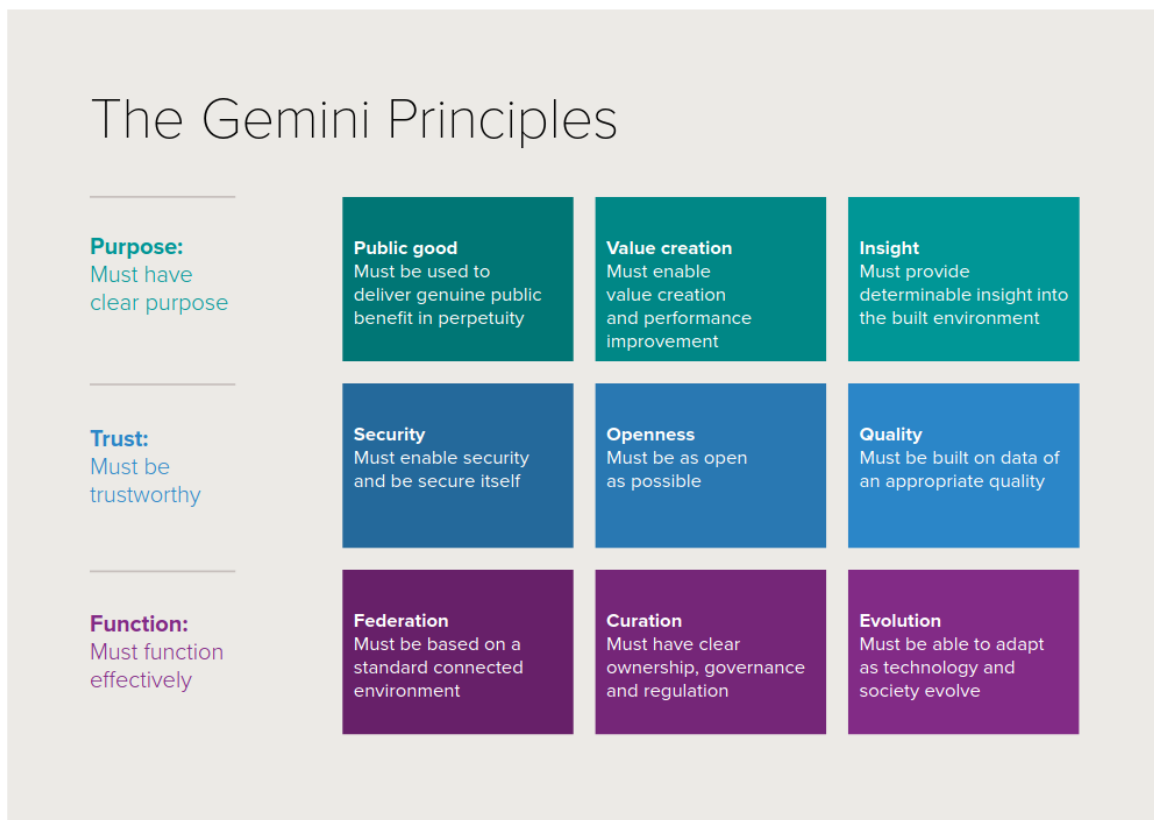 The Gemini Principles
Purpose:
Must have
clear purpose
Public good
Must be used to
deliver genuine public
benefit in perpetuity
Value creation
Must enable
value creation
and performance
improvement
Insight
Must provide
determinable insight into
the built environment
Trust:
Must be
trustworthy
Security
Must enable security
and be secure itself
Openness
Must be as open
as possible
Quality
Must be built on data of
an appropriate quality
Function:
Must function
effectively
Federation
Must be based on a
standard connected
environment
Curation
Must have clear
ownership, governance
and regulation
Evolution
Must be able to adapt
as technology and
society evolve